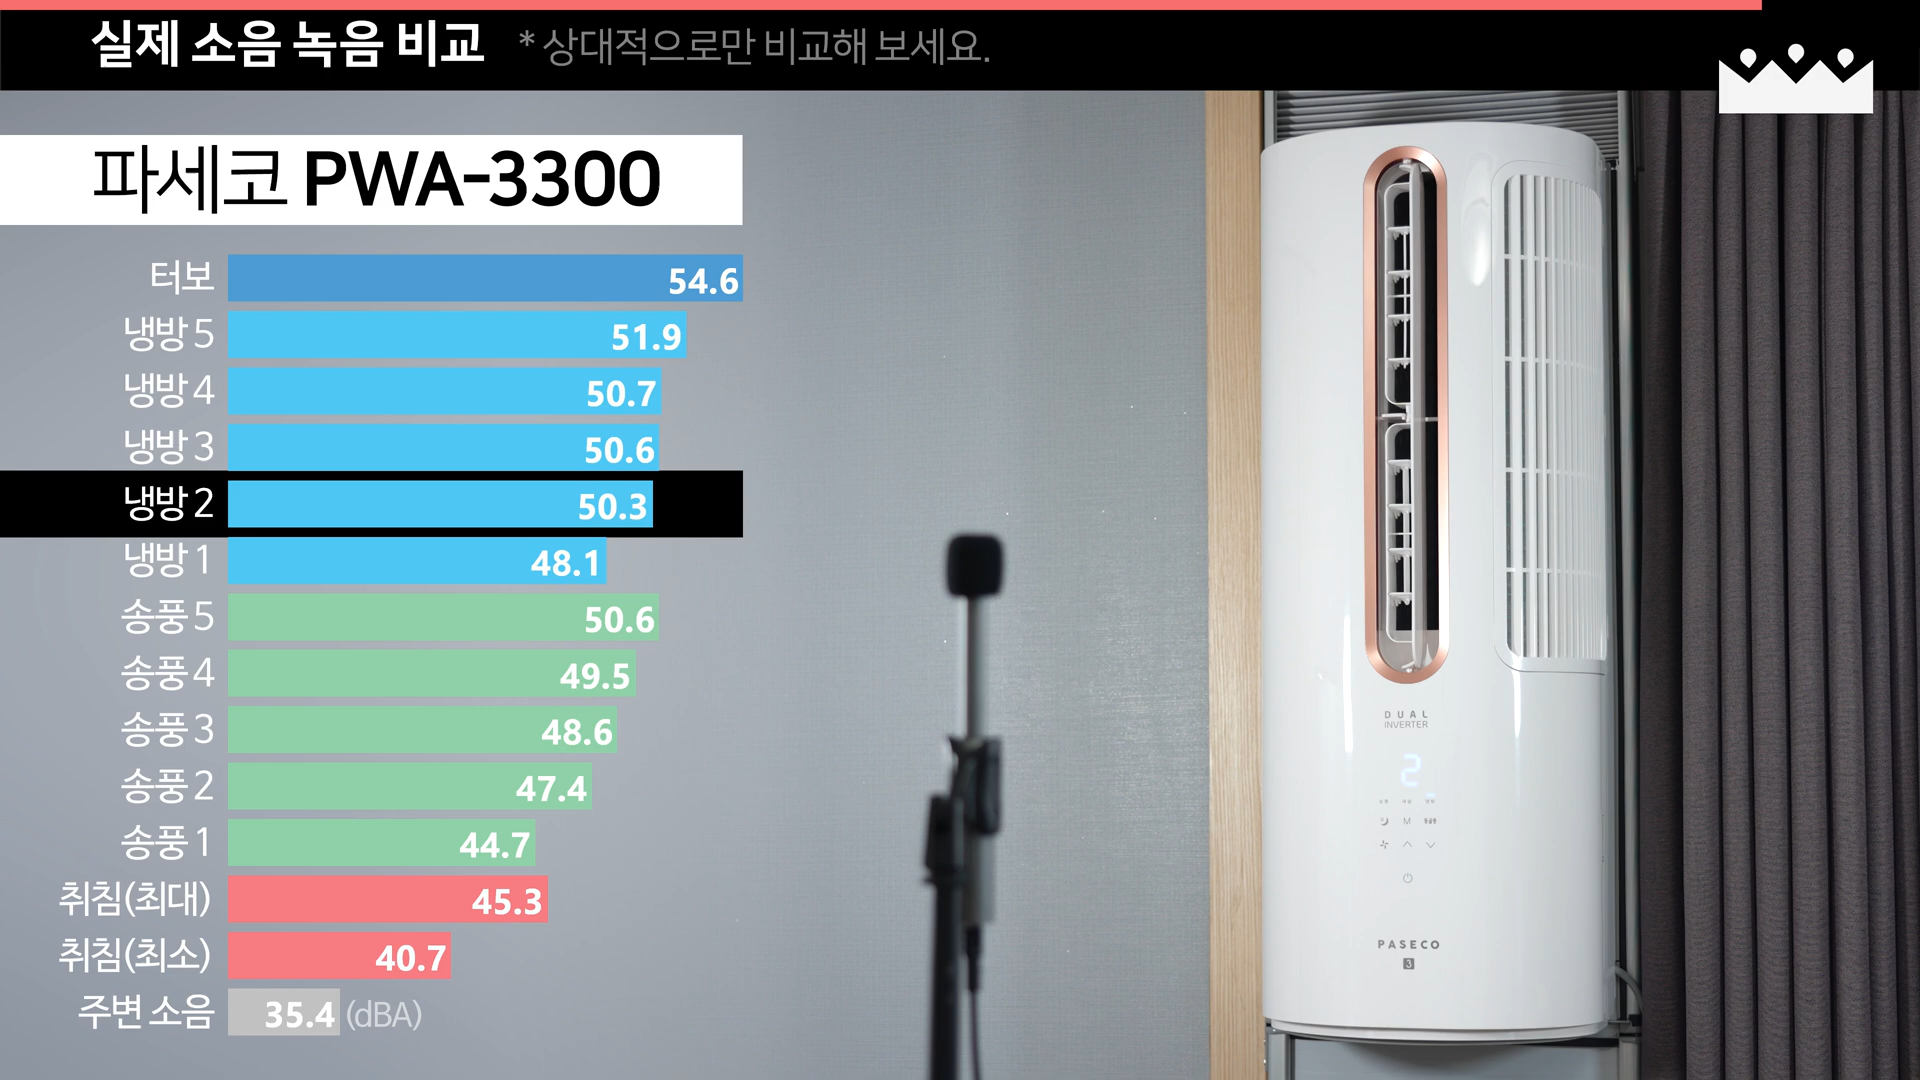 실제 소음 녹음 비교 * 상대적으로만 비교해 보세요.
파세코 PWA-3300
터보 54.6
냉방 5 51.9
냉방 4 50.7
냉방 3 50.6
냉방 2 50.3
냉방 1 48.1
송풍 5 50.6
송풍 4 49.5
송풍 3 48.6
송풍 2 47.4
송풍 1 44.7
취침(최대) 45.3
취침(최소) 40.7
주변 소음 35.4 (dBA)
DUAL
INVERTER
2
M
PASECO
3